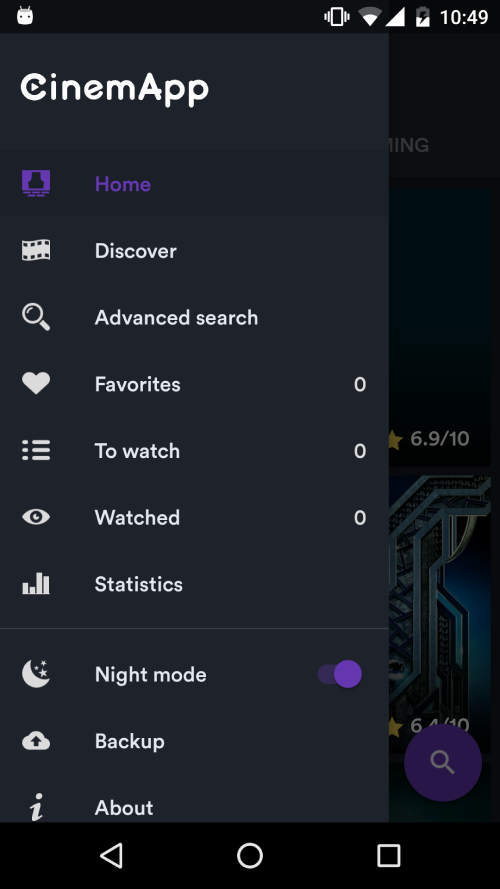 10:49
CinemApp
MING
Home
Discover
Advanced search
Favorites 0
6.9/10
To watch 0
Watched 0
Statistics
Night mode
6.4/10
Backup
About